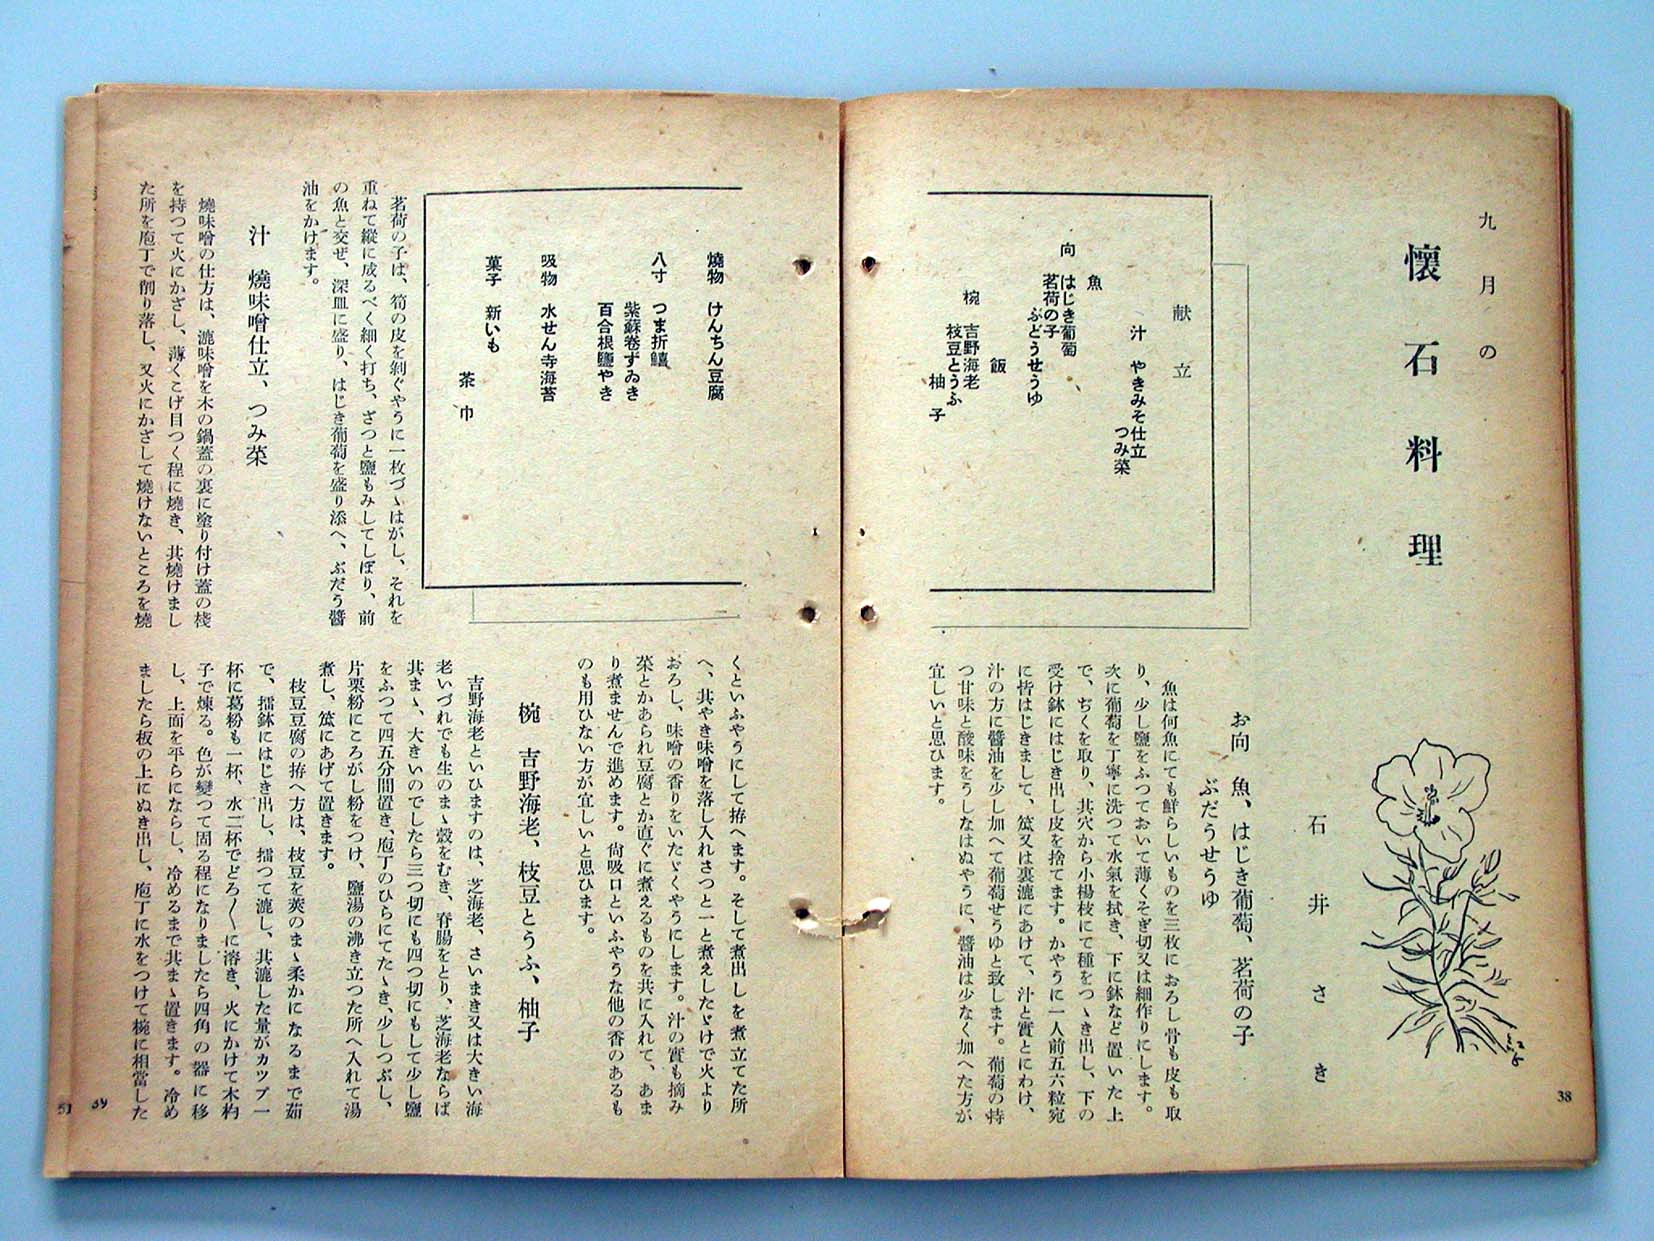 九月の
懐石料理
石井さき
献立
汁　やきみそ仕立
つみ菜
魚
向　はじき葡萄
茗荷の子
ぶどうせうゆ
飯
椀　吉野海老
枝豆とうふ
柚子
お向　魚、はじき葡萄、茗荷の子
ぶだうせうゆ
魚は何魚にても鮮らしいものを三枚におろし骨も皮も取
り、少し鹽をふつておいて薄くそぎ切又は細作りにします。
次に葡萄を丁寧に洗つて水氣を拭き、下に鉢など置いた上
で、ぢくを取り、其穴から小楊枝にて種をつゝき出し、下の
受け鉢にはじき出し皮を捨てます。かやうに一人前五六粒宛
に皆はじきまして、笊又は裏漉にあけて、汁と實とにわけ、
汁の方に醬油を少し加へて葡萄せうゆと致します。葡萄の特
つ甘味と酸味をうしなはぬやうに、醬油は少なく加へた方が
宜しいと思ひます。
38
燒物　けんちん豆腐
八寸　つま折鱚
紫蘇卷ずゐき
百合根鹽やき
吸物　水せん寺海苔
菓子　新いも
茶巾
茗荷の子は、筍の皮を剝ぐやうに一枚づゝはがし、それを
重ねて縱に成るべく細く打ち、ざつと鹽もみしてしぼり、前
の魚と交ぜ、深皿に盛り、はじき葡萄を盛り添へ、ぶだう醬
油をかけます。
汁　燒味噌仕立、つみ菜
燒味噌の仕方は、漉味噌を木の鍋蓋の裏に塗り付け蓋の棧
を持つて火にかざし、薄くこげ目つく程に燒き、其燒けまし
た所を庖丁で削り落し、又火にかざして燒けないところを燒
くといふやうにして拵へます。そして煮出しを煮立てた所
へ、其やき味噌を落し入れさつと一と煮えしたゞけで火より
おろし、味噌の香りをいたゞくやうにします。汁の實も摘み
菜とかあられ豆腐とか直ぐに煮えるものを共に入れて、あま
り煮ませんで進めます。尙吸口といふやうな他の香のあるも
のも用ひない方が宜しいと思ひます。
椀　吉野海老、枝豆とうふ、柚子
吉野海老といひますのは、芝海老、さいまき又は大きい海
老いづれでも生のまゝ殼をむき、脊腸をとり、芝海老ならば
其まゝ、大きいのでしたら三つ切にも四つ切にもして少し鹽
をふつて四五分間置き、庖丁のひらにてたゝき、少しつぶし、
片栗粉にころがし粉をつけ、鹽湯の沸き立つた所へ入れて湯
煮し、笊にあげて置きます。
枝豆豆腐の拵へ方は、枝豆を莢のまゝ柔かになるまで茹
で、擂鉢にはじき出し、擂つて漉し、其漉した量がカツプ一
杯に葛粉も一杯、水二杯でどろ〳〵に溶き、火にかけて木杓
子で煉る。色が變つて固る程になりましたら四角の器に移
し、上面を平らにならし、冷めるまで其まゝ置きます。冷め
ましたら板の上にぬき出し、庖丁に水をつけて椀に相當した
39